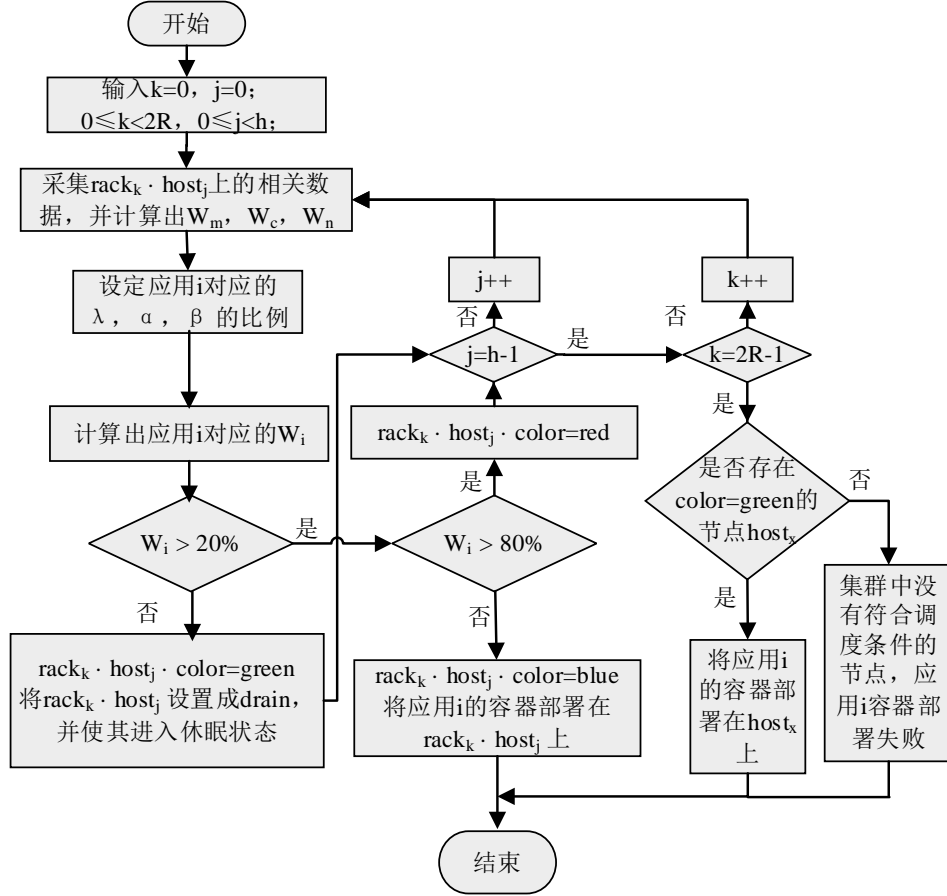 开始
输入k=0，j=0；
0≤k<2R，0≤j<h；
采集rackₖ · hostⱼ上的相关数
据，并计算出Wₘ，W꜀，Wₙ
设定应用i对应的
λ，α，β的比例
计算出应用i对应的Wᵢ
Wᵢ > 20%
是
否
rackₖ · hostⱼ · color=green
将rackₖ · hostⱼ 设置成drain，
并使其进入休眠状态
j++
否
j=h-1
是
rackₖ · hostⱼ · color=red
是
Wᵢ > 80%
否
rackₖ · hostⱼ · color=blue
将应用i的容器部署在
rackₖ · hostⱼ 上
k++
否
k=2R-1
是
是否存在
color=green的
节点hostₓ
否
是
将应用i
的容器部
署在hostₓ
上
集群中没
有符合调
度条件的
节点，应
用i容器部
署失败
结束